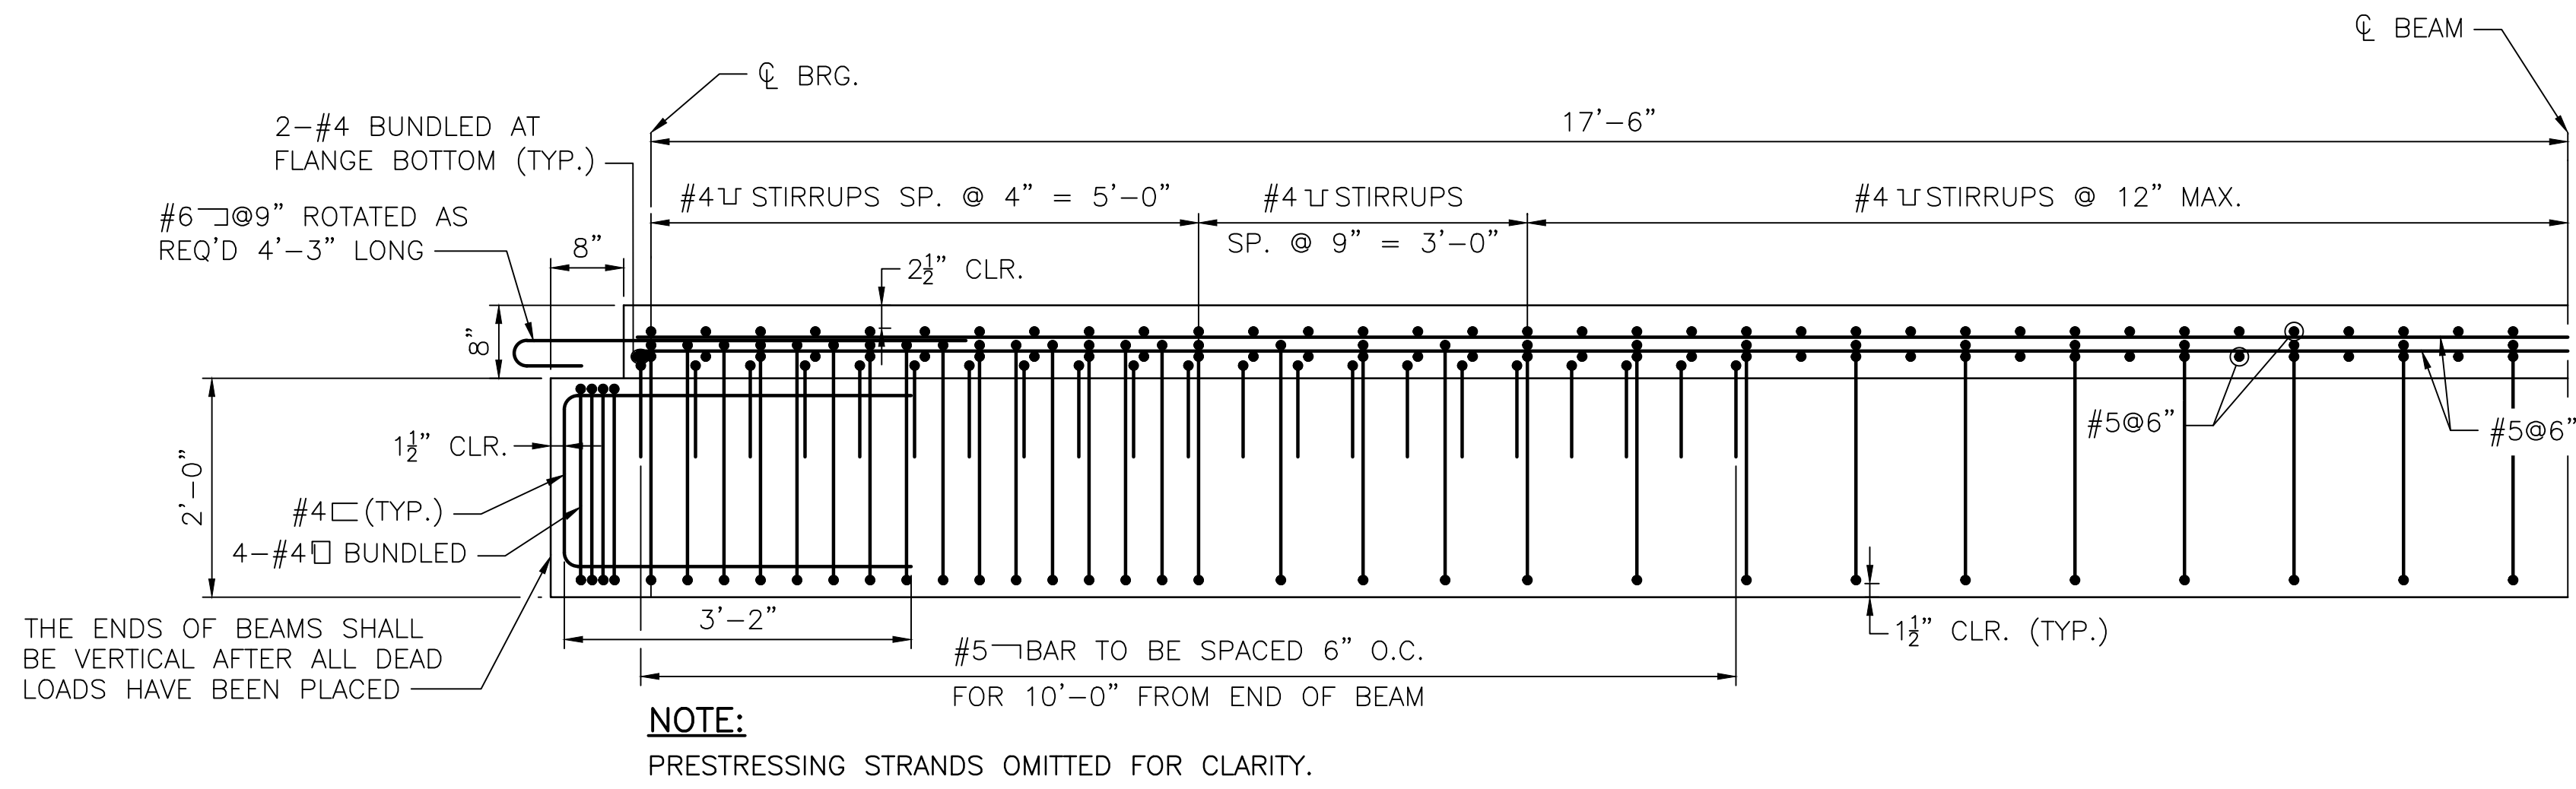 ℄ BEAM
℄ BRG.
2-#4 BUNDLED AT
FLANGE BOTTOM (TYP.)
17'-6"
#4 STIRRUPS SP. @ 4" = 5'-0"
#4 STIRRUPS
SP. @ 9" = 3'-0"
#4 STIRRUPS @ 12" MAX.
#6 @9" ROTATED AS
REQ'D 4'-3" LONG
8"
2½" CLR.
8"
#5@6"
#5@6"
1½" CLR.
2'-0"
#4 (TYP.)
4-#4 BUNDLED
THE ENDS OF BEAMS SHALL
BE VERTICAL AFTER ALL DEAD
LOADS HAVE BEEN PLACED
3'-2"
1½" CLR. (TYP.)
#5 BAR TO BE SPACED 6" O.C.
FOR 10'-0" FROM END OF BEAM
NOTE:
PRESTRESSING STRANDS OMITTED FOR CLARITY.